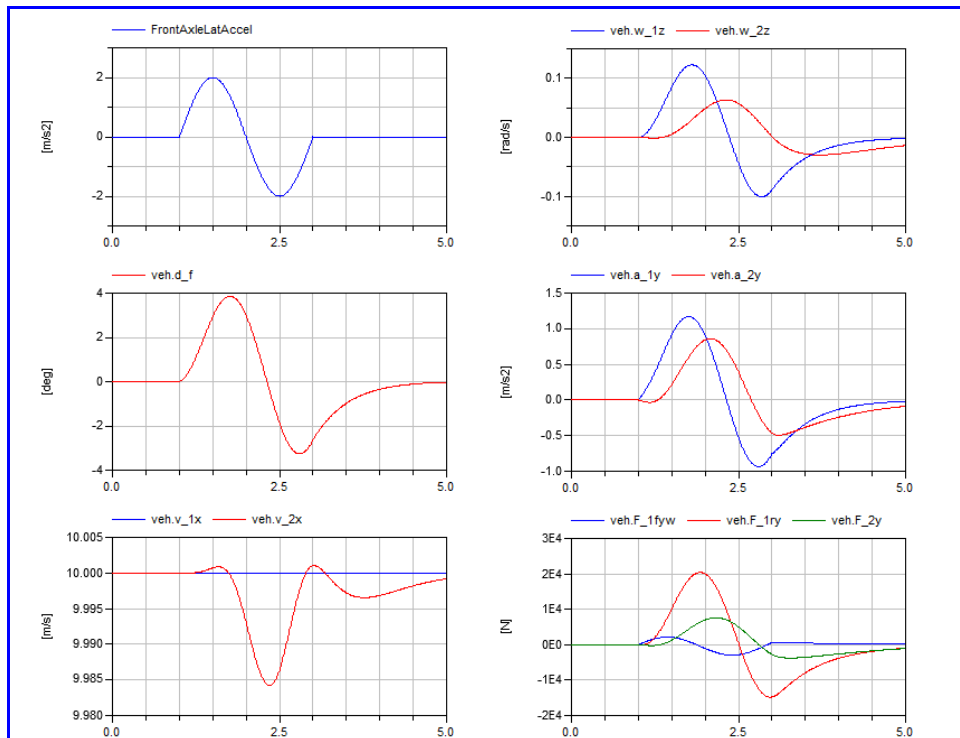 FrontAxleLatAccel
[m/s2]
2
0
-2
0.0 2.5 5.0
veh.w_1z veh.w_2z
[rad/s]
0.1
0.0
-0.1
0.0 2.5 5.0
veh.d_f
[deg]
4
2
0
-2
-4
0.0 2.5 5.0
veh.a_1y veh.a_2y
[m/s2]
1.5
1.0
0.5
0.0
-0.5
-1.0
0.0 2.5 5.0
veh.v_1x veh.v_2x
[m/s]
10.005
10.000
9.995
9.990
9.985
9.980
0.0 2.5 5.0
veh.F_1fyw veh.F_1ry veh.F_2y
[N]
3E4
2E4
1E4
0E0
-1E4
-2E4
0.0 2.5 5.0